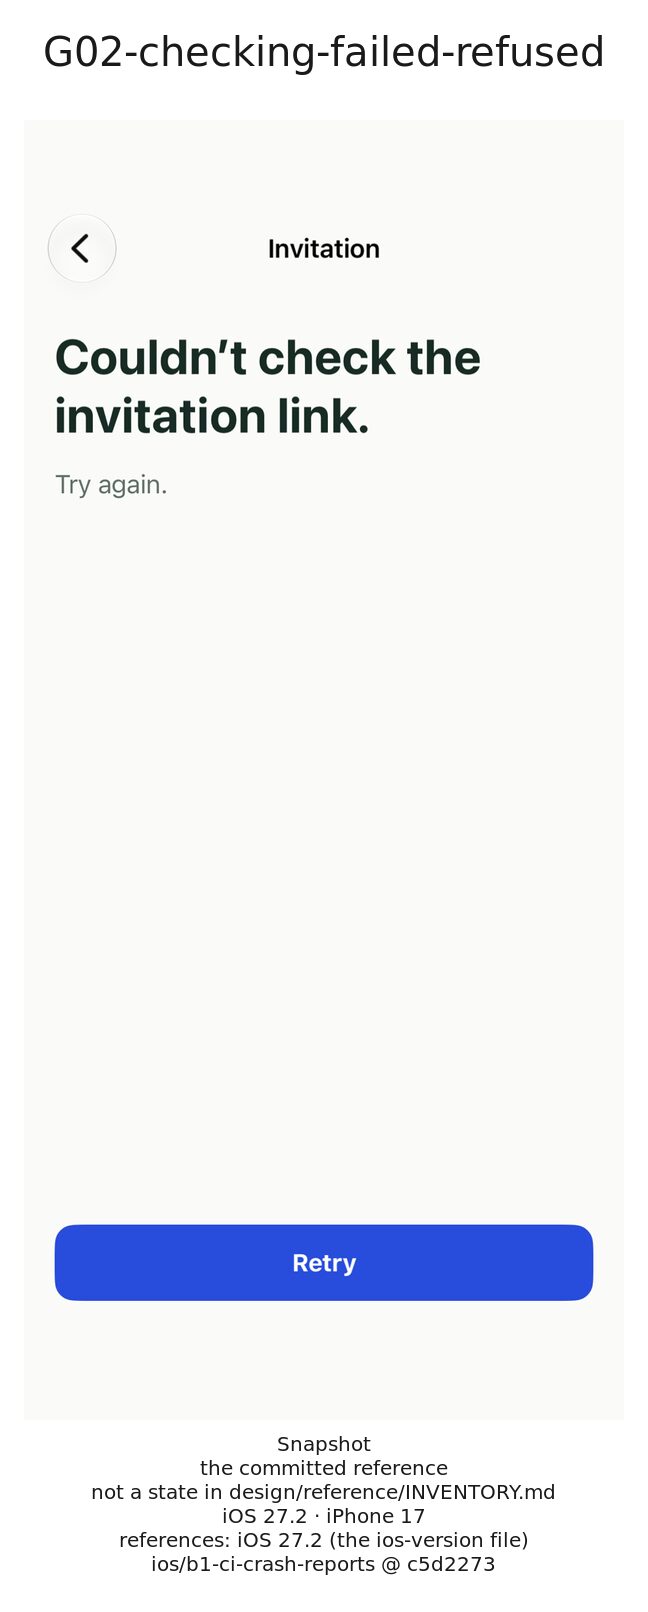 G02-checking-failed-refused
Invitation
Couldn’t check the
invitation link.
Try again.
Retry
Snapshot
the committed reference
not a state in design/reference/INVENTORY.md
iOS 27.2 · iPhone 17
references: iOS 27.2 (the ios-version file)
ios/b1-ci-crash-reports @ c5d2273